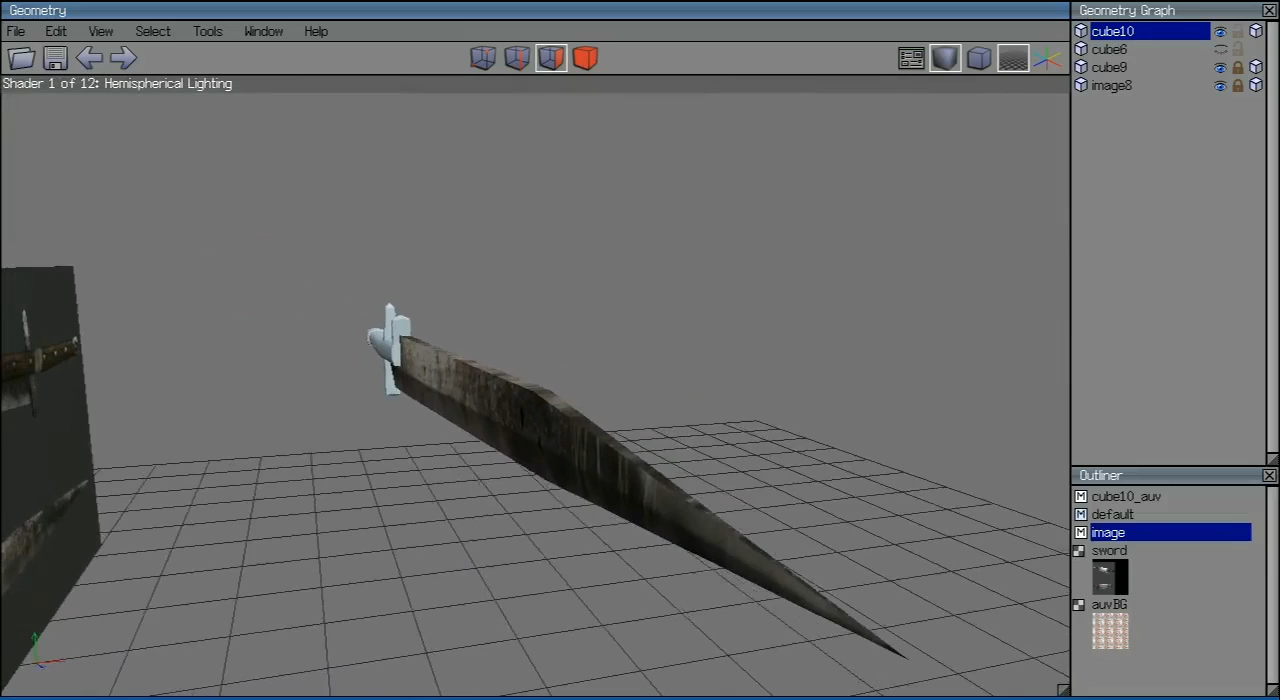 Geometry
File Edit View Select Tools Window Help
Shader 1 of 12: Hemispherical Lighting
Geometry Graph
cube10
cube6
cube9
image8
Outliner
cube10_auv
default
image
sword
auvBG